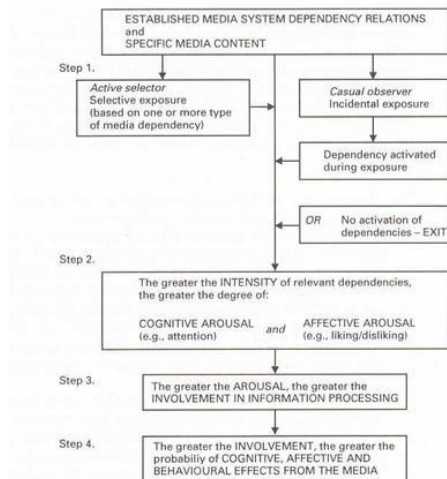 ESTABLISHED MEDIA SYSTEM DEPENDENCY RELATIONS
and
SPECIFIC MEDIA CONTENT
Step 1.
Active selector
Selective exposure
(based on one or more type
of media dependency)
Casual observer
Incidental exposure
Dependency activated
during exposure
OR No activation of
dependencies – EXIT
Step 2.
The greater the INTENSITY of relevant dependencies,
the greater the degree of:
COGNITIVE AROUSAL and AFFECTIVE AROUSAL
(e.g., attention) (e.g., liking/disliking)
Step 3.
The greater the AROUSAL, the greater the
INVOLVEMENT IN INFORMATION PROCESSING
Step 4.
The greater the INVOLVEMENT, the greater the
probabiliy of COGNITIVE, AFFECTIVE AND
BEHAVIOURAL EFFECTS FROM THE MEDIA